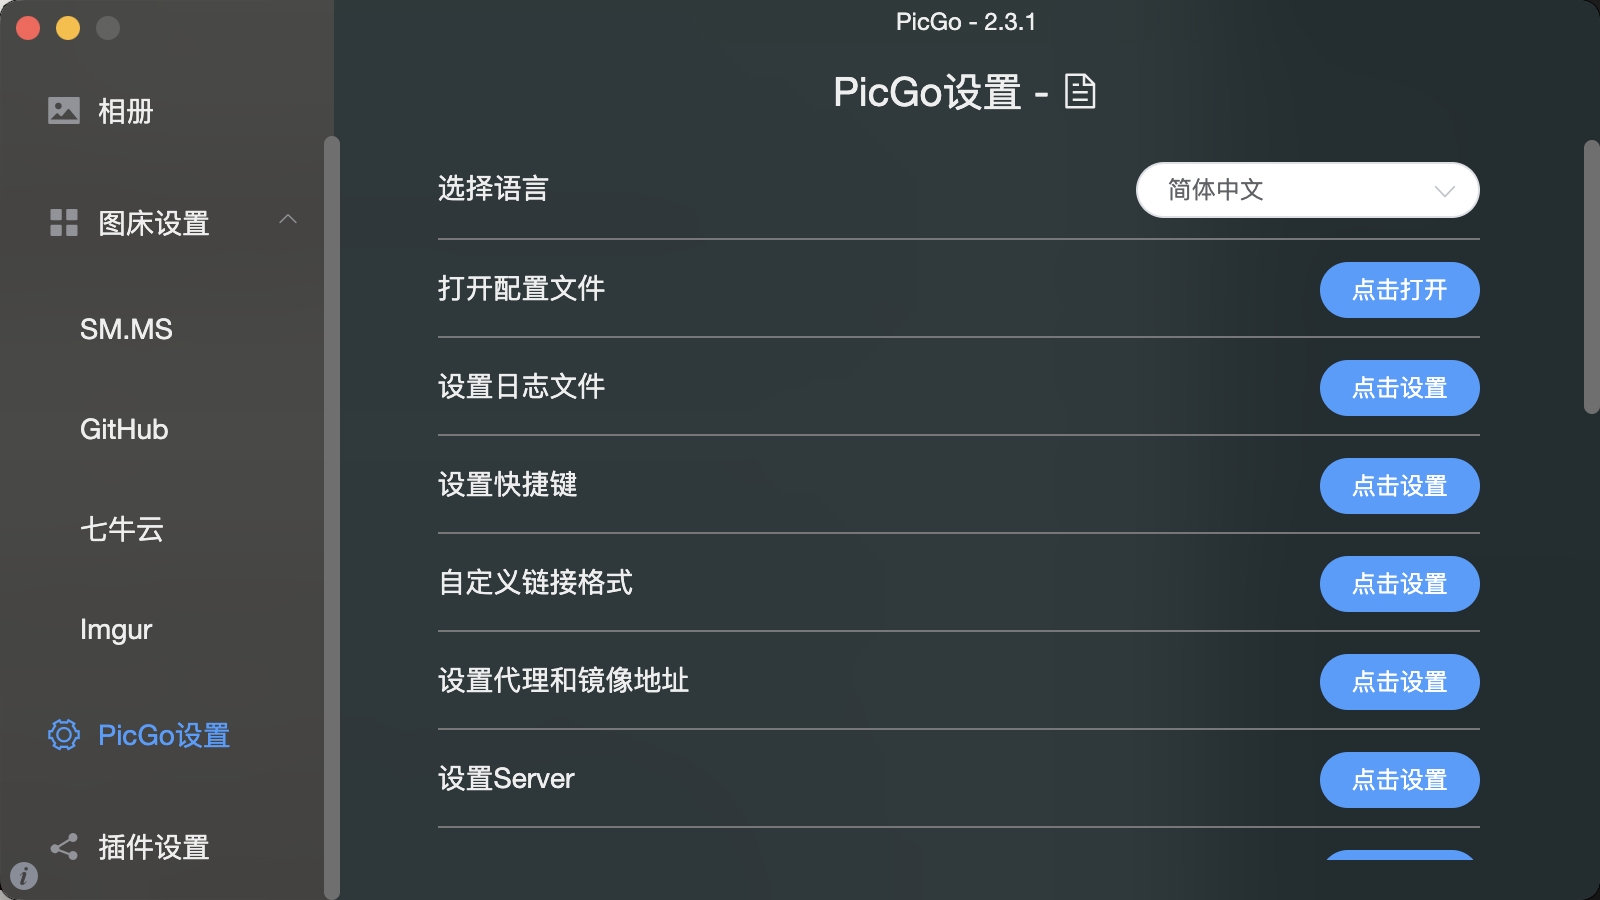 PicGo - 2.3.1
相册
图床设置
SM.MS
GitHub
七牛云
Imgur
PicGo设置
插件设置
PicGo设置 -
选择语言
简体中文
打开配置文件
点击打开
设置日志文件
点击设置
设置快捷键
点击设置
自定义链接格式
点击设置
设置代理和镜像地址
点击设置
设置Server
点击设置